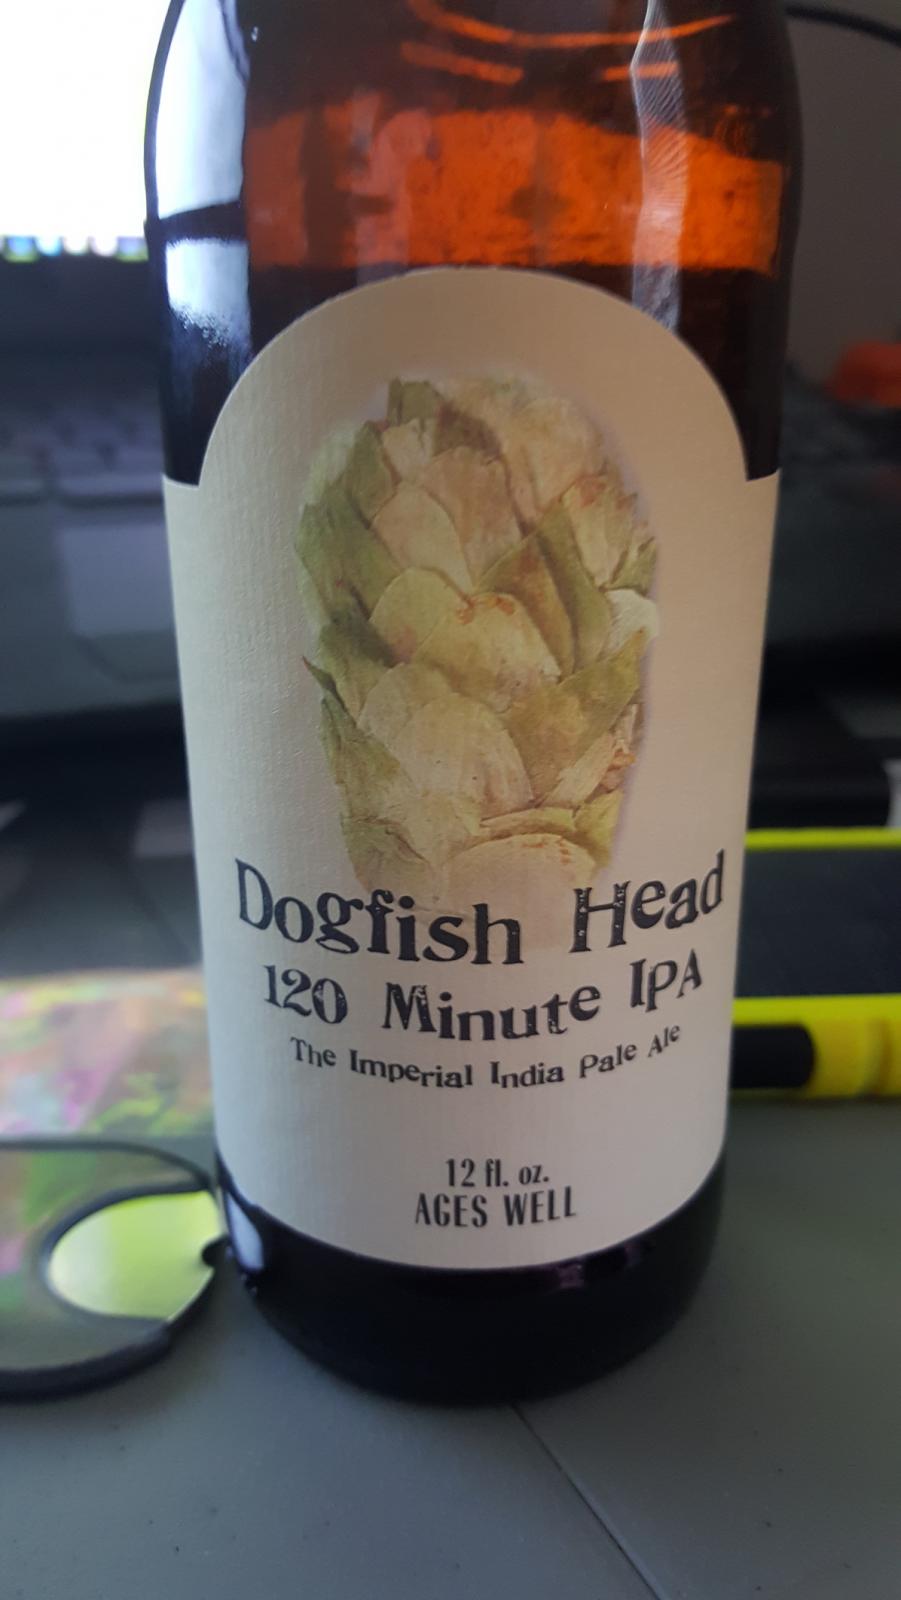 Dogfish Head
120 Minute IPA
The Imperial India Pale Ale
12 fl. oz.
AGES WELL